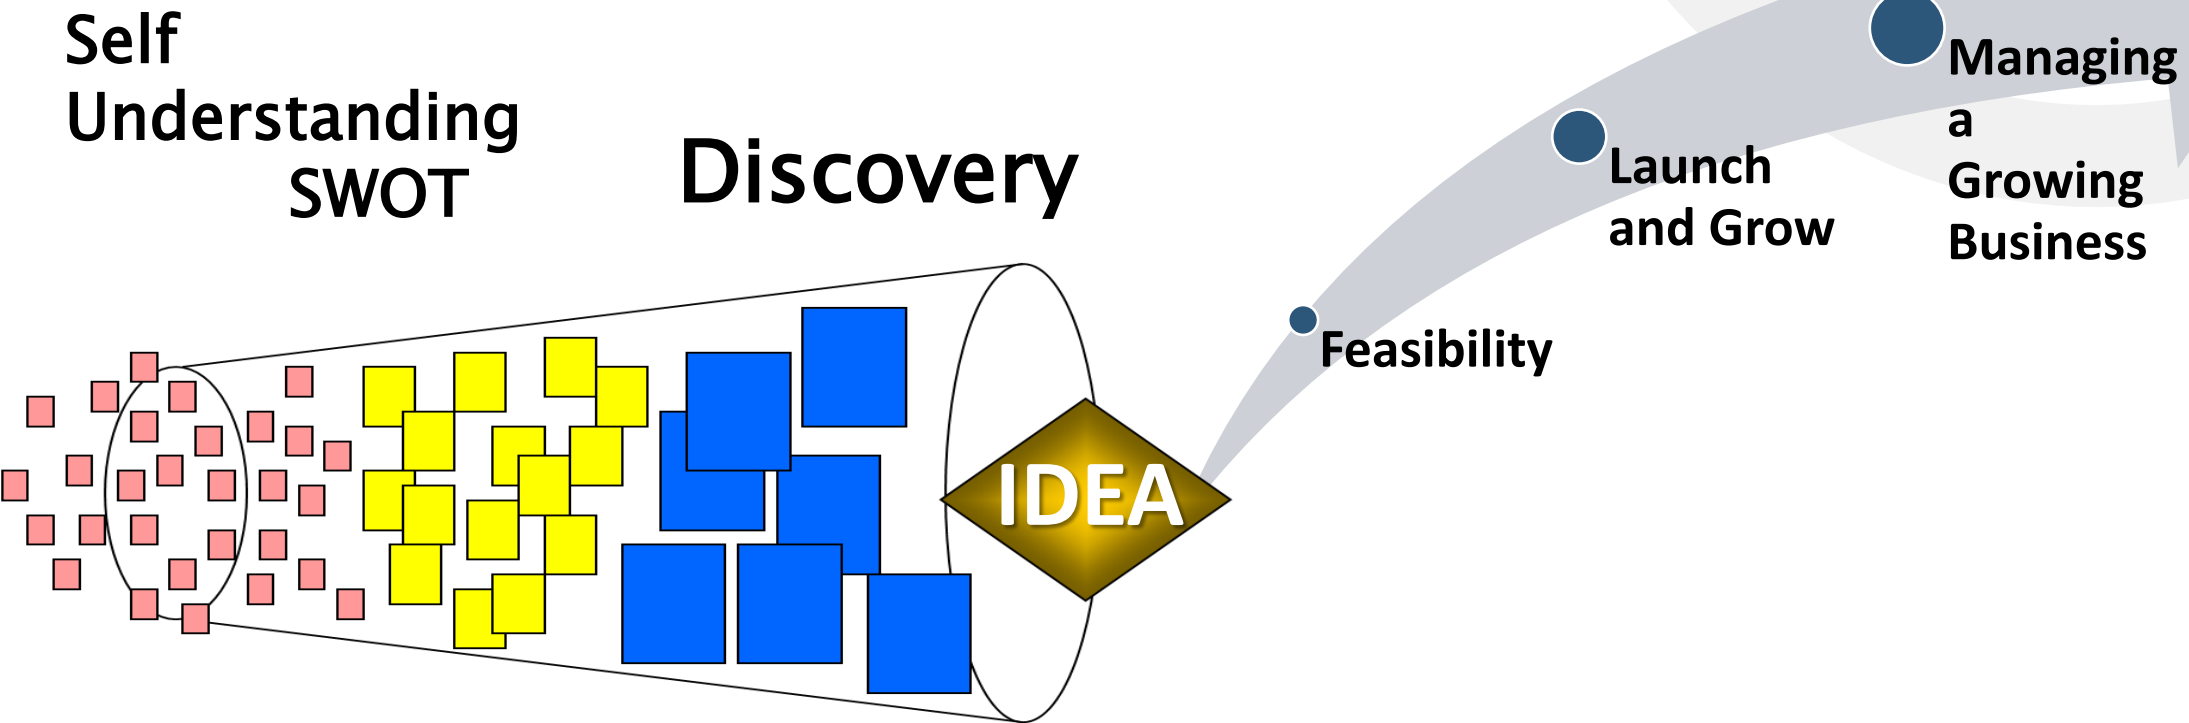 Self
Understanding
SWOT
Discovery
IDEA
Feasibility
Launch
and Grow
Managing
a
Growing
Business